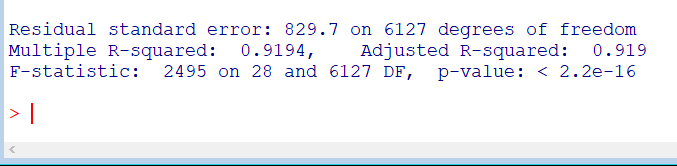 Residual standard error: 829.7 on 6127 degrees of freedom
Multiple R-squared:  0.9194,    Adjusted R-squared:  0.919
F-statistic:  2495 on 28 and 6127 DF,  p-value: < 2.2e-16
>